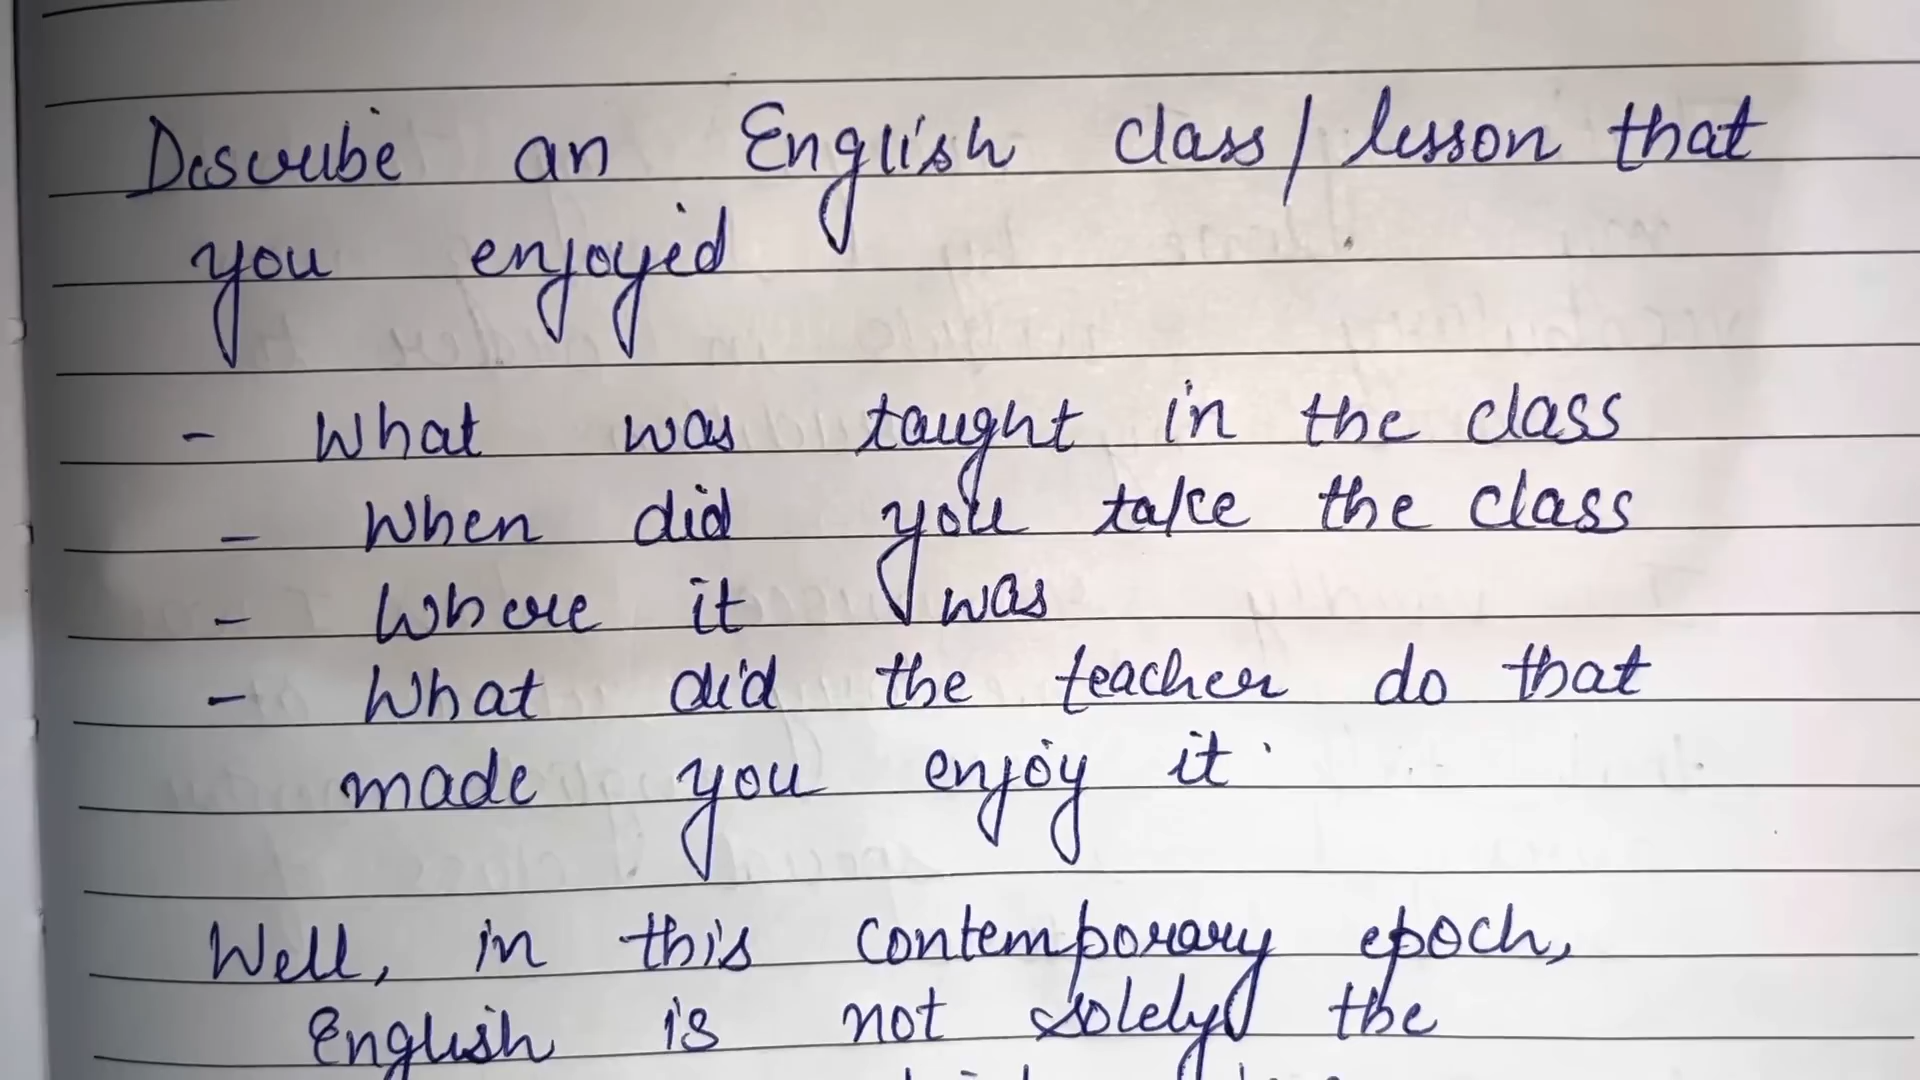 Describe an English class/lesson that
you enjoyed
- What was taught in the class
- When did you take the class
- Where it was
- What did the teacher do that
made you enjoy it.
Well, in this contemporary epoch,
English is not solely the